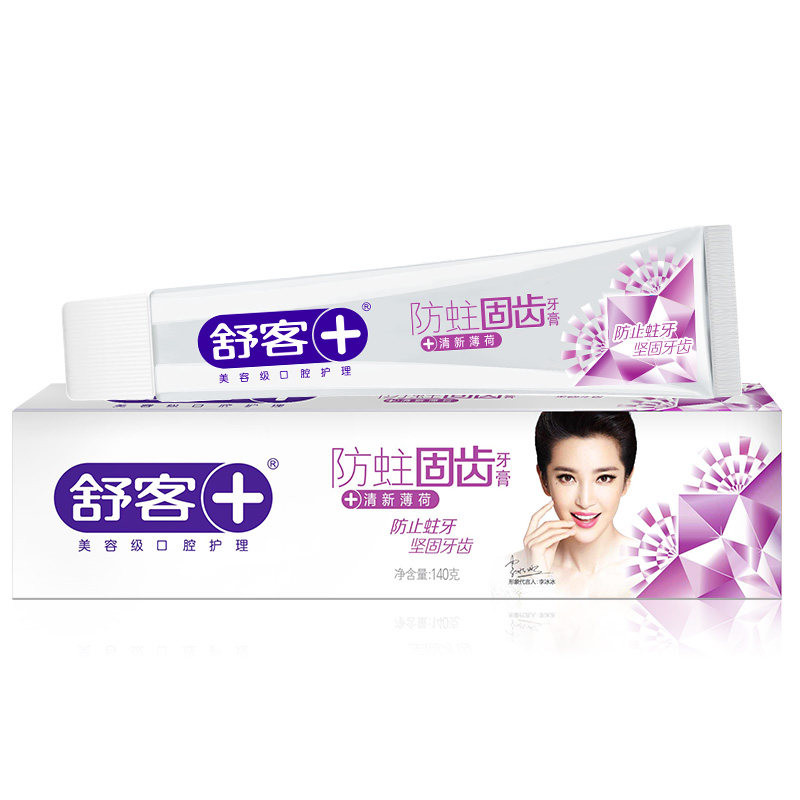 舒客+®
美容级口腔护理
防蛀固齿牙膏
+清新薄荷
防止蛀牙
坚固牙齿
舒客+®
美容级口腔护理
防蛀固齿牙膏
+清新薄荷
防止蛀牙
坚固牙齿
净含量:140克
形象代言人:李冰冰